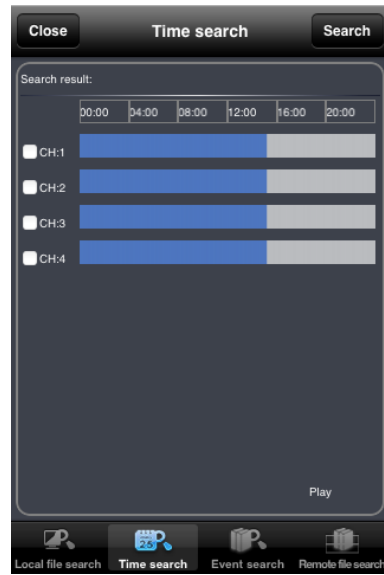 Close Time search Search
Search result:
00:00 04:00 08:00 12:00 16:00 20:00
CH:1
CH:2
CH:3
CH:4
Play
Local file search Time search Event search Remote file search